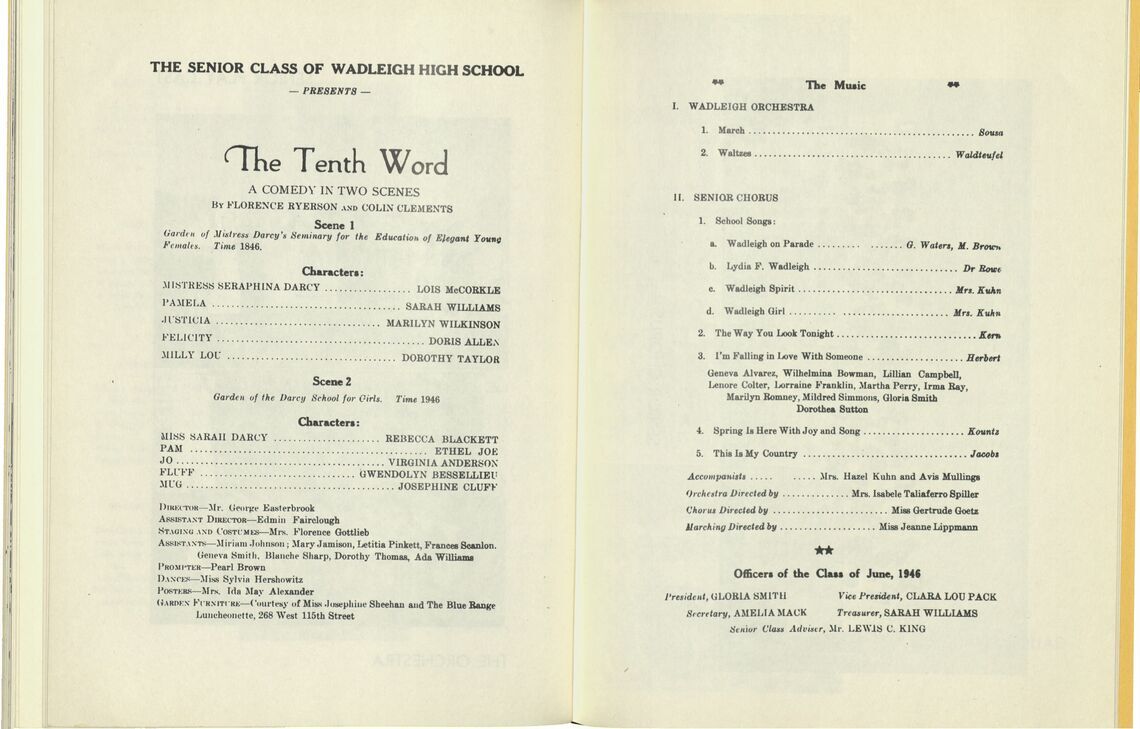 THE SENIOR CLASS OF WADLEIGH HIGH SCHOOL
— PRESENTS —
The Tenth Word
A COMEDY IN TWO SCENES
BY FLORENCE RYERSON AND COLIN CLEMENTS
Scene 1
Garden of Mistress Darcy's Seminary for the Education of Elegant Young
Females. Time 1846.
Characters:
MISTRESS SERAPHINA DARCY ................. LOIS McCORKLE
PAMELA ...................................... SARAH WILLIAMS
JUSTICIA ................................. MARILYN WILKINSON
FELICITY ......................................... DORIS ALLEN
MILLY LOU .................................. DOROTHY TAYLOR
Scene 2
Garden of the Darcy School for Girls. Time 1946
Characters:
MISS SARAH DARCY ...................... REBECCA BLACKETT
PAM ................................................ ETHEL JOE
JO .......................................... VIRGINIA ANDERSON
FLUFF ............................... GWENDOLYN BESSELLIEU
MUG .......................................... JOSEPHINE CLUFF
DIRECTOR—Mr. George Easterbrook
ASSISTANT DIRECTOR—Edmin Fairclough
STAGING AND COSTUMES—Mrs. Florence Gottlieb
ASSISTANTS—Miriam Johnson; Mary Jamison, Letitia Pinkett, Frances Scanlon.
Geneva Smith, Blanche Sharp, Dorothy Thomas, Ada Williams
PROMPTER—Pearl Brown
DANCES—Miss Sylvia Hershowitz
POSTERS—Mrs. Ida May Alexander
GARDEN FURNITURE—Courtesy of Miss Josephine Sheehan and The Blue Range
Luncheonette, 268 West 115th Street
The Music
I. WADLEIGH ORCHESTRA
1. March ............................................. Sousa
2. Waltzes ....................................... Waldteufel
II. SENIOR CHORUS
1. School Songs:
a. Wadleigh on Parade ......... ....... G. Waters, M. Brown
b. Lydia F. Wadleigh ............................. Dr Rowe
c. Wadleigh Spirit ............................... Mrs. Kuhn
d. Wadleigh Girl .......... ...................... Mrs. Kuhn
2. The Way You Look Tonight ............................ Kern
3. I'm Falling in Love With Someone ................... Herbert
Geneva Alvarez, Wilhelmina Bowman, Lillian Campbell,
Lenore Colter, Lorraine Franklin, Martha Perry, Irma Ray,
Marilyn Romney, Mildred Simmons, Gloria Smith
Dorothea Sutton
4. Spring Is Here With Joy and Song ..................... Kountz
5. This Is My Country ................................. Jacobs
Accompanists ..... ..... Mrs. Hazel Kuhn and Avis Mullings
Orchestra Directed by ............. Mrs. Isabele Taliaferro Spiller
Chorus Directed by ....................... Miss Gertrude Goetz
Marching Directed by ................... Miss Jeanne Lippmann
Officers of the Class of June, 1946
President, GLORIA SMITH Vice President, CLARA LOU PACK
Secretary, AMELIA MACK Treasurer, SARAH WILLIAMS
Senior Class Adviser, Mr. LEWIS C. KING